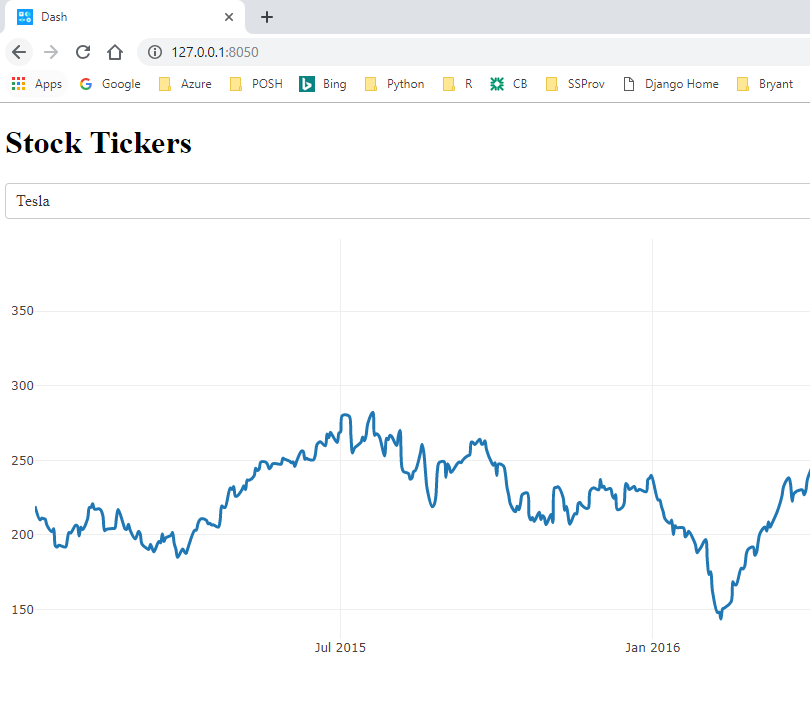 Dash
127.0.0.1:8050
Apps Google Azure POSH Bing Python R CB SSProv Django Home Bryant
Stock Tickers
Tesla
350
300
250
200
150
Jul 2015 Jan 2016